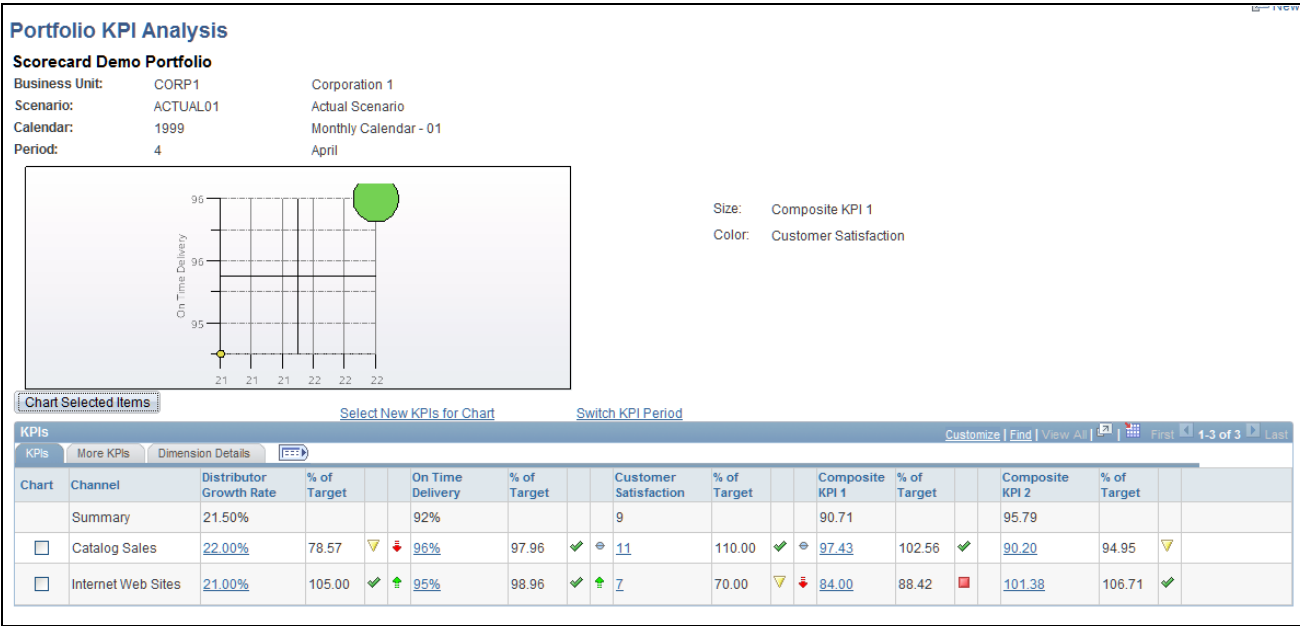 New
Portfolio KPI Analysis
Scorecard Demo Portfolio
Business Unit: CORP1 Corporation 1
Scenario: ACTUAL01 Actual Scenario
Calendar: 1999 Monthly Calendar - 01
Period: 4 April
96
96
95
On Time Delivery
21 21 21 22 22 22
Size: Composite KPI 1
Color: Customer Satisfaction
Chart Selected Items
Select New KPIs for Chart Switch KPI Period
KPIs Customize | Find | View All | | First 1-3 of 3 Last
KPIs More KPIs Dimension Details
Chart Channel Distributor Growth Rate % of Target On Time Delivery % of Target Customer Satisfaction % of Target Composite KPI 1 % of Target Composite KPI 2 % of Target
Summary 21.50% 92% 9 90.71 95.79
Catalog Sales 22.00% 78.57 96% 97.96 11 110.00 97.43 102.56 90.20 94.95
Internet Web Sites 21.00% 105.00 95% 98.96 7 70.00 84.00 88.42 101.38 106.71